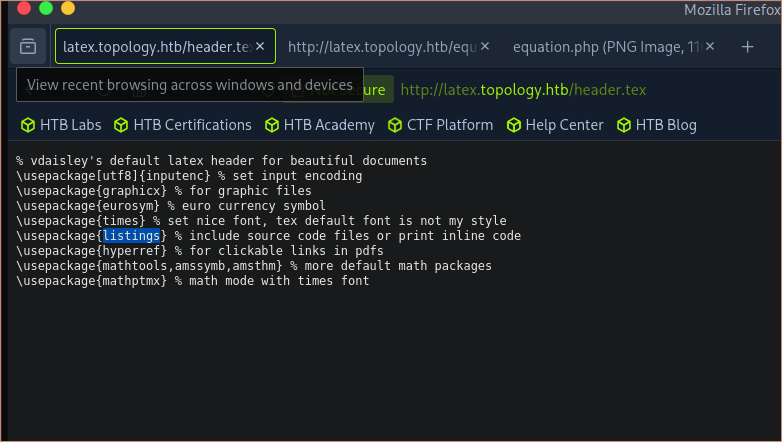 Mozilla Firefox
latex.topology.htb/header.te
http://latex.topology.htb/equ
equation.php (PNG Image, 11
View recent browsing across windows and devices
http://latex.topology.htb/header.tex
HTB Labs HTB Certifications HTB Academy CTF Platform Help Center HTB Blog
% vdaisley's default latex header for beautiful documents
\usepackage[utf8]{inputenc} % set input encoding
\usepackage{graphicx} % for graphic files
\usepackage{eurosym} % euro currency symbol
\usepackage{times} % set nice font, tex default font is not my style
\usepackage{listings} % include source code files or print inline code
\usepackage{hyperref} % for clickable links in pdfs
\usepackage{mathtools,amssymb,amsthm} % more default math packages
\usepackage{mathptmx} % math mode with times font